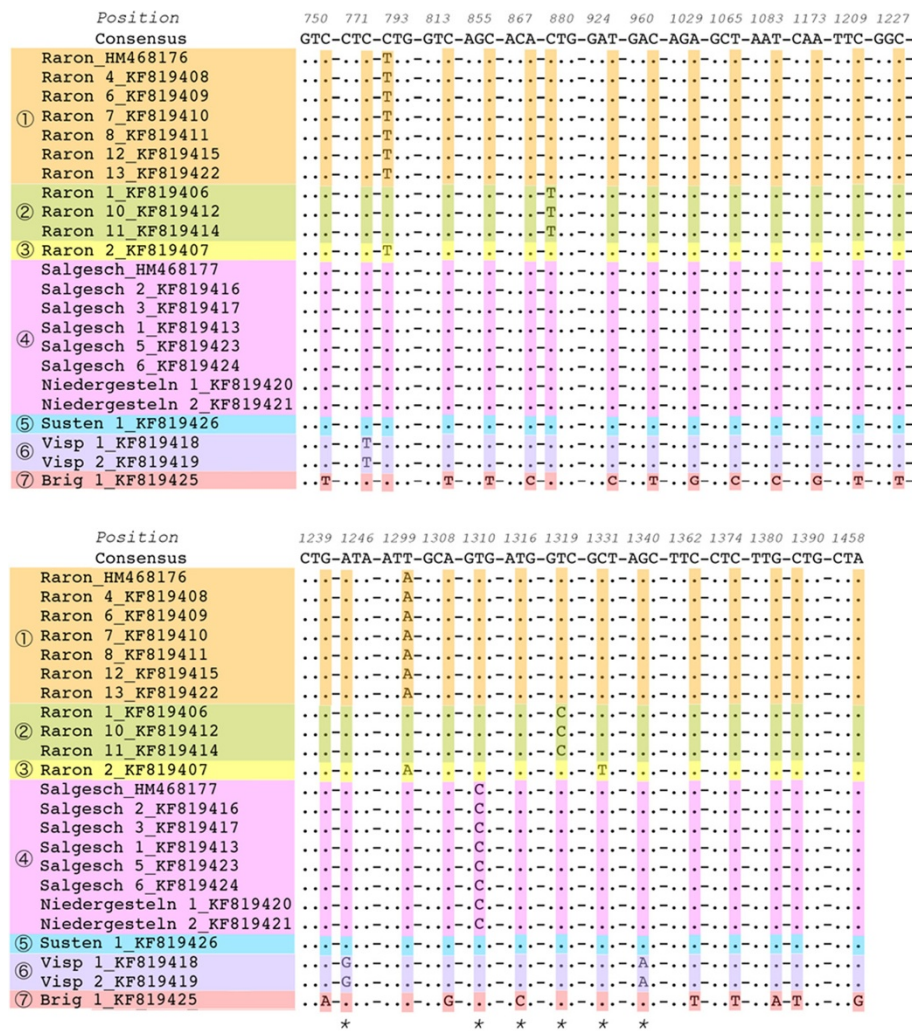 Position 750 771 793 813 855 867 880 924 960 1029 1065 1083 1173 1209 1227
Consensus GTC-CTC-CTG-GTC-AGC-ACA-CTG-GAT-GAC-AGA-GCT-AAT-CAA-TTC-GGC-
Raron_HM468176 ...-...-T..-...-...-...-...-...-...-...-...-...-...-...-...-
Raron 4_KF819408 ...-...-T..-...-...-...-...-...-...-...-...-...-...-...-...-
Raron 6_KF819409 ...-...-T..-...-...-...-...-...-...-...-...-...-...-...-...-
① Raron 7_KF819410 ...-...-T..-...-...-...-...-...-...-...-...-...-...-...-...-
Raron 8_KF819411 ...-...-T..-...-...-...-...-...-...-...-...-...-...-...-...-
Raron 12_KF819415 ...-...-T..-...-...-...-...-...-...-...-...-...-...-...-...-
Raron 13_KF819422 ...-...-T..-...-...-...-...-...-...-...-...-...-...-...-...-
Raron 1_KF819406 ...-...-...-...-...-...-T..-...-...-...-...-...-...-...-...-
② Raron 10_KF819412 ...-...-...-...-...-...-T..-...-...-...-...-...-...-...-...-
Raron 11_KF819414 ...-...-...-...-...-...-T..-...-...-...-...-...-...-...-...-
③ Raron 2_KF819407 ...-...-T..-...-...-...-...-...-...-...-...-...-...-...-...-
Salgesch_HM468177 ...-...-...-...-...-...-...-...-...-...-...-...-...-...-...-
Salgesch 2_KF819416 ...-...-...-...-...-...-...-...-...-...-...-...-...-...-...-
Salgesch 3_KF819417 ...-...-...-...-...-...-...-...-...-...-...-...-...-...-...-
④ Salgesch 1_KF819413 ...-...-...-...-...-...-...-...-...-...-...-...-...-...-...-
Salgesch 5_KF819423 ...-...-...-...-...-...-...-...-...-...-...-...-...-...-...-
Salgesch 6_KF819424 ...-...-...-...-...-...-...-...-...-...-...-...-...-...-...-
Niedergesteln 1_KF819420 ...-...-...-...-...-...-...-...-...-...-...-...-...-...-...-
Niedergesteln 2_KF819421 ...-...-...-...-...-...-...-...-...-...-...-...-...-...-...-
⑤ Susten 1_KF819426 ...-...-...-...-...-...-...-...-...-...-...-...-...-...-...-
⑥ Visp 1_KF819418 ...-..T-...-...-...-...-...-...-...-...-...-...-...-...-...-
Visp 2_KF819419 ...-..T-...-...-...-...-...-...-...-...-...-...-...-...-...-
⑦ Brig 1_KF819425 ..T-...-...-..T-..T-..C-...-..C-..T-..G-..C-..C-..G-..T-..T-
Position 1239 1246 1299 1308 1310 1316 1319 1331 1340 1362 1374 1380 1390 1458
Consensus CTG-ATA-ATT-GCA-GTG-ATG-GTC-GCT-AGC-TTC-CTC-TTG-CTG-CTA
Raron_HM468176 ...-...-..A-...-...-...-...-...-...-...-...-...-...-...
Raron 4_KF819408 ...-...-..A-...-...-...-...-...-...-...-...-...-...-...
Raron 6_KF819409 ...-...-..A-...-...-...-...-...-...-...-...-...-...-...
① Raron 7_KF819410 ...-...-..A-...-...-...-...-...-...-...-...-...-...-...
Raron 8_KF819411 ...-...-..A-...-...-...-...-...-...-...-...-...-...-...
Raron 12_KF819415 ...-...-..A-...-...-...-...-...-...-...-...-...-...-...
Raron 13_KF819422 ...-...-..A-...-...-...-...-...-...-...-...-...-...-...
Raron 1_KF819406 ...-...-...-...-...-...-.C.-...-...-...-...-...-...-...
② Raron 10_KF819412 ...-...-...-...-...-...-.C.-...-...-...-...-...-...-...
Raron 11_KF819414 ...-...-...-...-...-...-.C.-...-...-...-...-...-...-...
③ Raron 2_KF819407 ...-...-..A-...-...-...-...-.T.-...-...-...-...-...-...
Salgesch_HM468177 ...-...-...-...-.C.-...-...-...-...-...-...-...-...-...
Salgesch 2_KF819416 ...-...-...-...-.C.-...-...-...-...-...-...-...-...-...
Salgesch 3_KF819417 ...-...-...-...-.C.-...-...-...-...-...-...-...-...-...
④ Salgesch 1_KF819413 ...-...-...-...-.C.-...-...-...-...-...-...-...-...-...
Salgesch 5_KF819423 ...-...-...-...-.C.-...-...-...-...-...-...-...-...-...
Salgesch 6_KF819424 ...-...-...-...-.C.-...-...-...-...-...-...-...-...-...
Niedergesteln 1_KF819420 ...-...-...-...-.C.-...-...-...-...-...-...-...-...-...
Niedergesteln 2_KF819421 ...-...-...-...-.C.-...-...-...-...-...-...-...-...-...
⑤ Susten 1_KF819426 ...-...-...-...-...-...-...-...-...-...-...-...-...-...
⑥ Visp 1_KF819418 ...-G..-...-...-...-...-...-...-.A.-...-...-...-...-...
Visp 2_KF819419 ...-G..-...-...-...-...-...-...-.A.-...-...-...-...-...
⑦ Brig 1_KF819425 ..A-...-...-..G-...-.C.-...-...-...-..T-..T-..A-T..-..G
* * * * * *